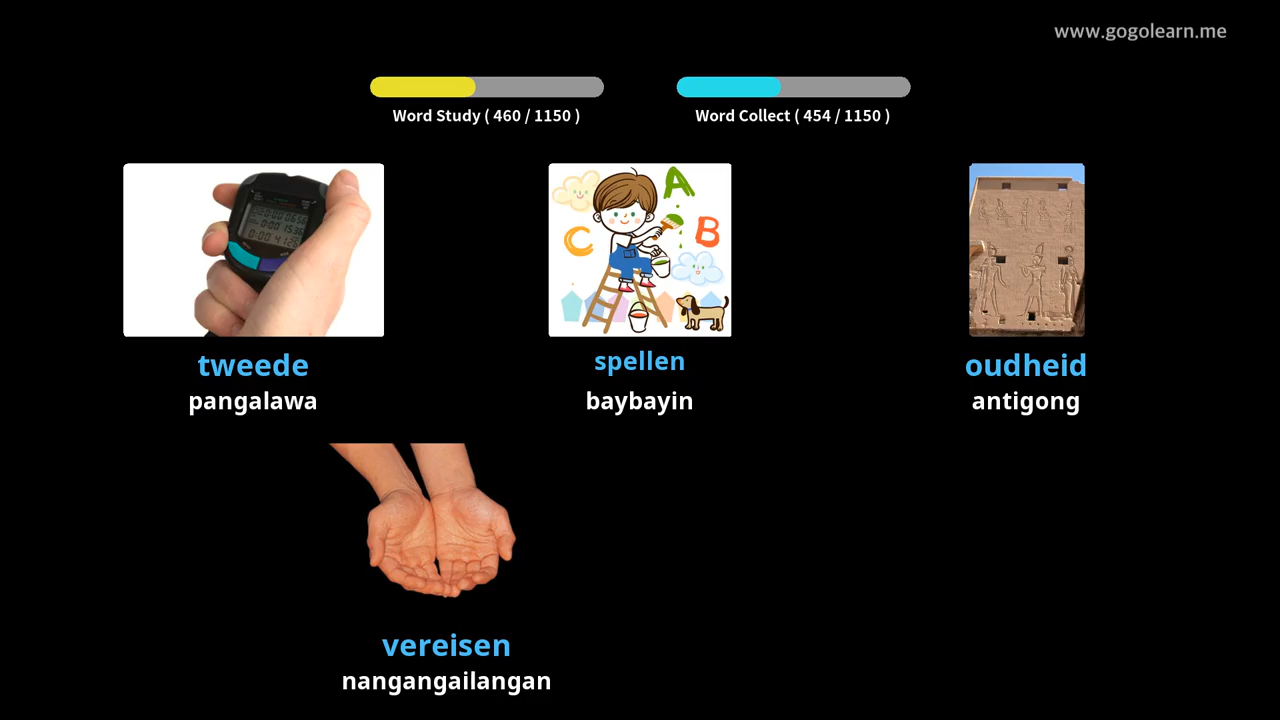 www.gogolearn.me
Word Study ( 460 / 1150 )
Word Collect ( 454 / 1150 )
A
B
C
tweede
pangalawa
spellen
baybayin
oudheid
antigong
vereisen
nangangailangan